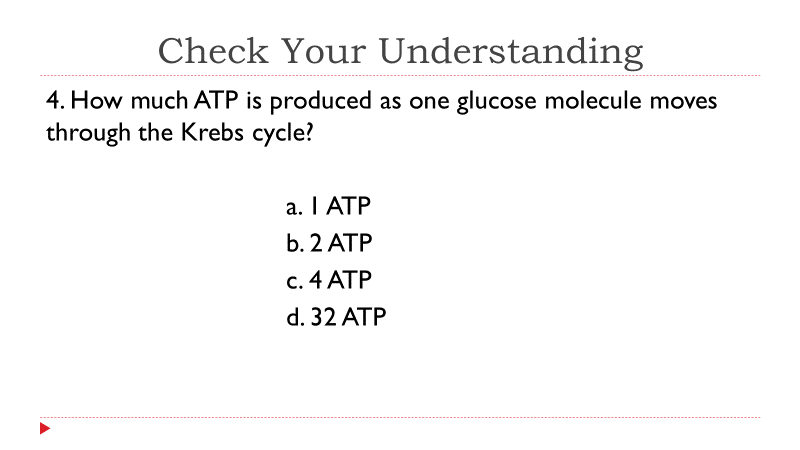 Check Your Understanding
4. How much ATP is produced as one glucose molecule moves
through the Krebs cycle?
a. 1 ATP
b. 2 ATP
c. 4 ATP
d. 32 ATP